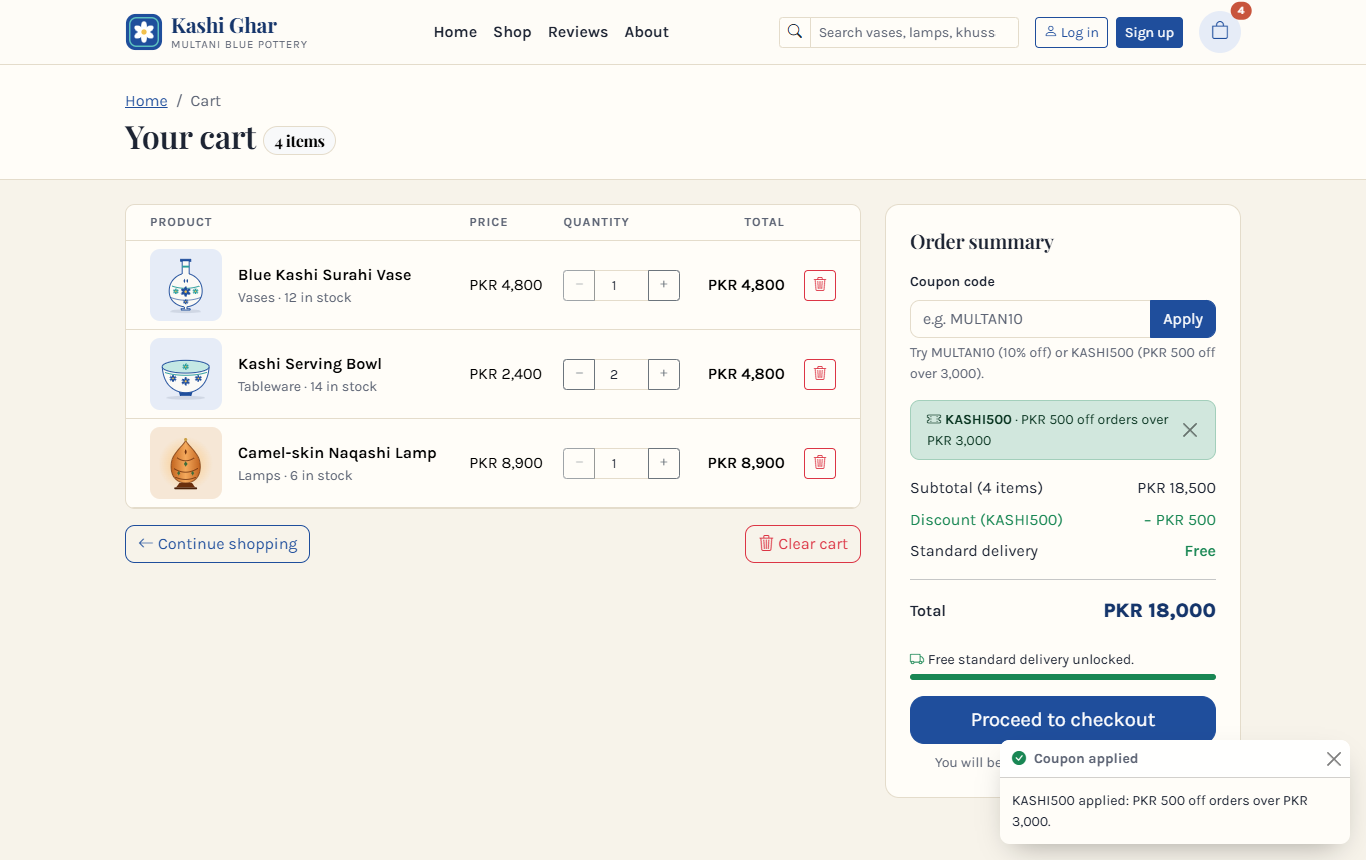 Kashi Ghar
MULTANI BLUE POTTERY
Home Shop Reviews About
Search vases, lamps, khuss
Log in
Sign up
4
Home / Cart
Your cart 4 items
PRODUCT PRICE QUANTITY TOTAL
Blue Kashi Surahi Vase
Vases · 12 in stock
PKR 4,800 − 1 + PKR 4,800
Kashi Serving Bowl
Tableware · 14 in stock
PKR 2,400 − 2 + PKR 4,800
Camel-skin Naqashi Lamp
Lamps · 6 in stock
PKR 8,900 − 1 + PKR 8,900
← Continue shopping
Clear cart
Order summary
Coupon code
e.g. MULTAN10 Apply
Try MULTAN10 (10% off) or KASHI500 (PKR 500 off
over 3,000).
KASHI500 · PKR 500 off orders over
PKR 3,000
Subtotal (4 items) PKR 18,500
Discount (KASHI500) − PKR 500
Standard delivery Free
Total PKR 18,000
Free standard delivery unlocked.
Proceed to checkout
You will be
Coupon applied
KASHI500 applied: PKR 500 off orders over PKR
3,000.